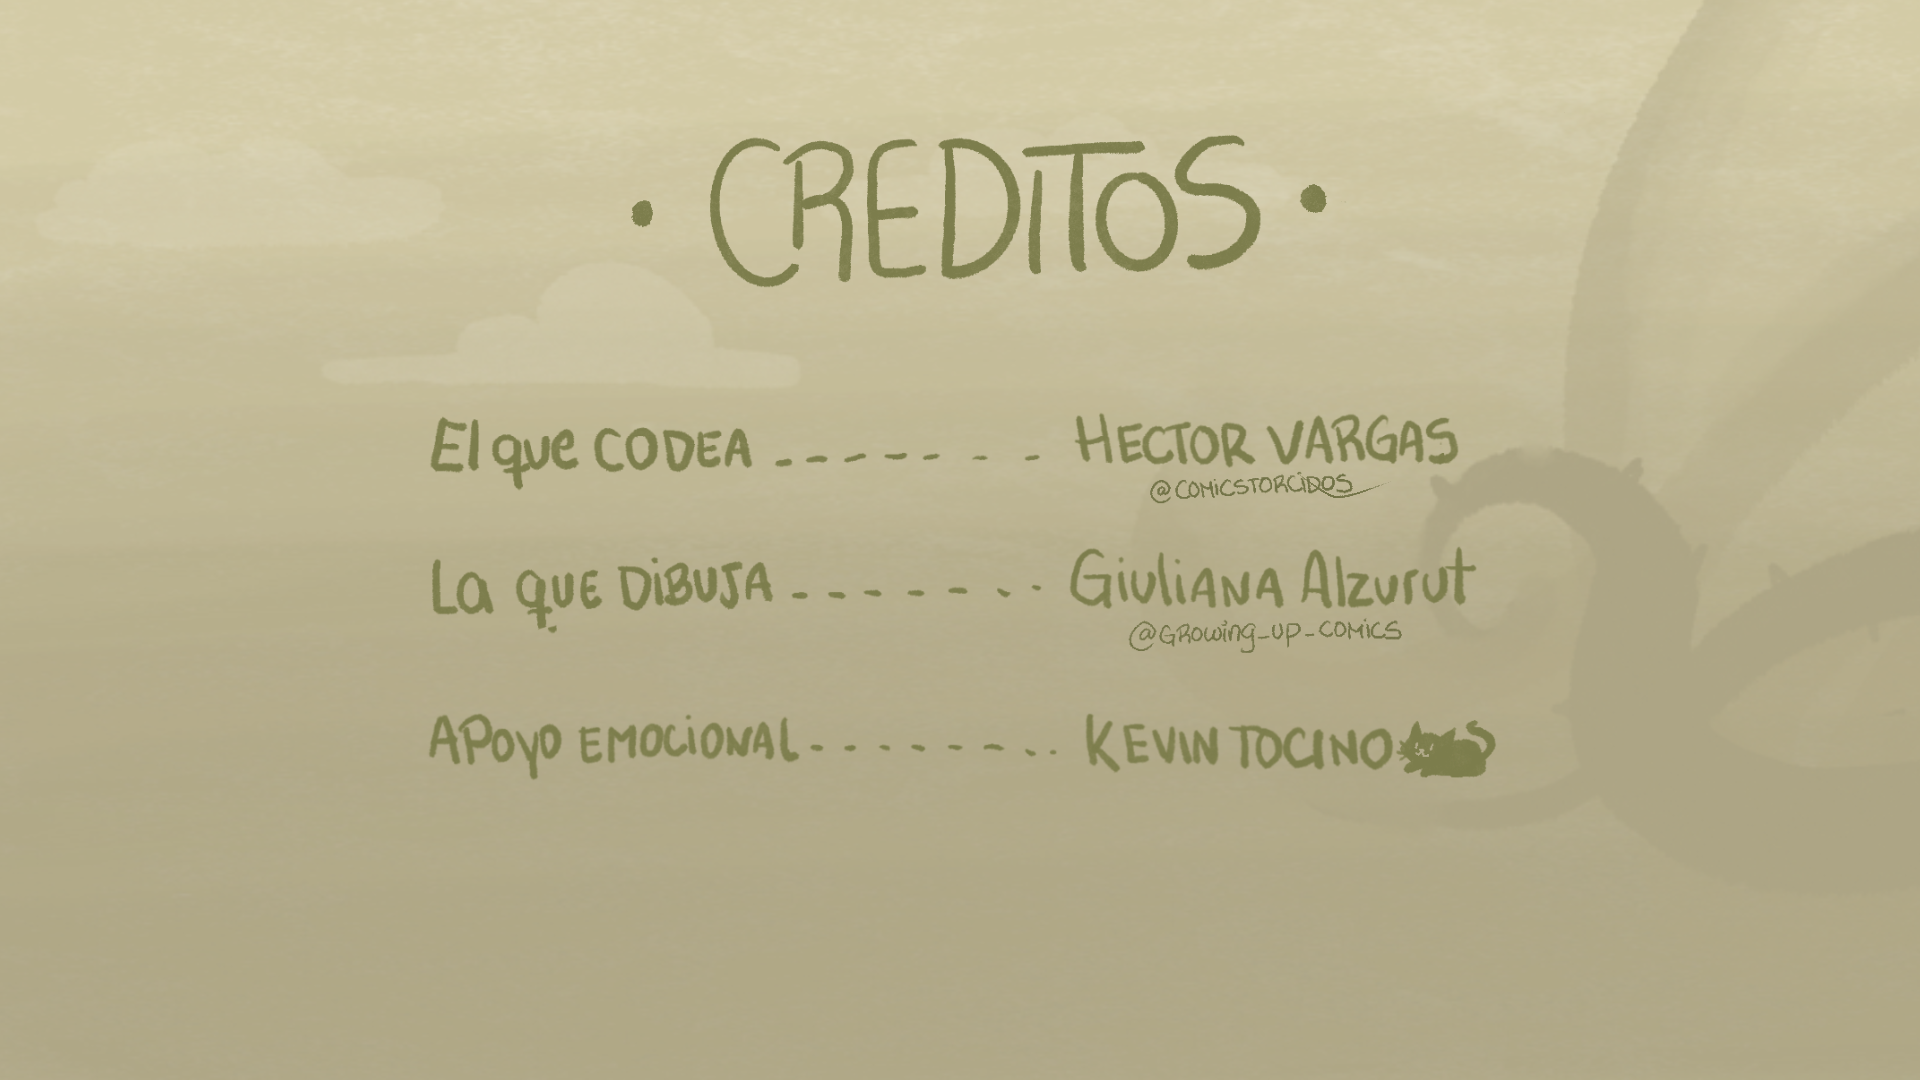 • CREDITOS •
El que CODEA ------- HECTOR VARGAS
@COMICSTORCIDOS
La QUE DIBUJA ------- Giuliana Alzurut
@GROWING_UP_COMICS
APOYO EMOCIONAL ------- KEVIN TOCINO